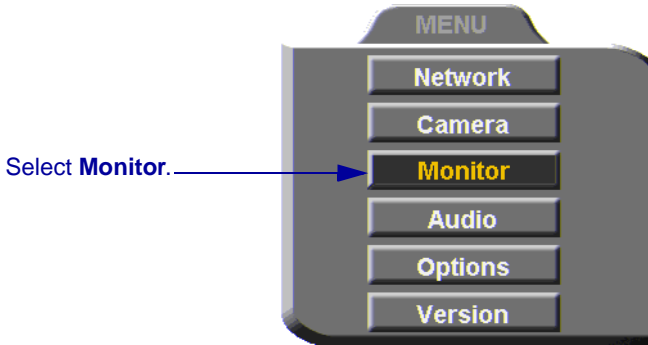 MENU
Network
Camera
Select Monitor.
Monitor
Audio
Options
Version